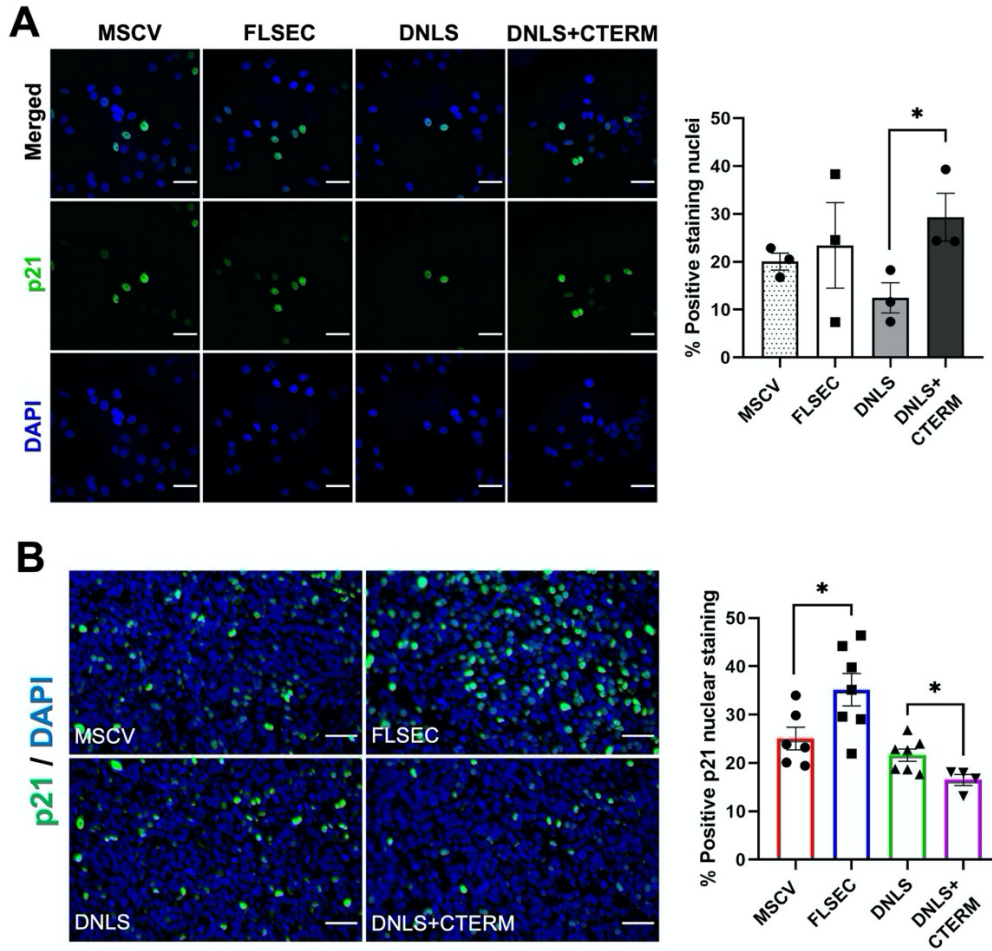 A
MSCV FLSEC DNLS DNLS+CTERM
Merged
p21
DAPI
% Positive staining nuclei
50
40
30
20
10
0
*
MSCV
FLSEC
DNLS
DNLS+
CTERM
B
p21 / DAPI
MSCV
FLSEC
DNLS
DNLS+CTERM
% Positive p21 nuclear staining
50
40
30
20
10
0
*
*
MSCV
FLSEC
DNLS
DNLS+
CTERM